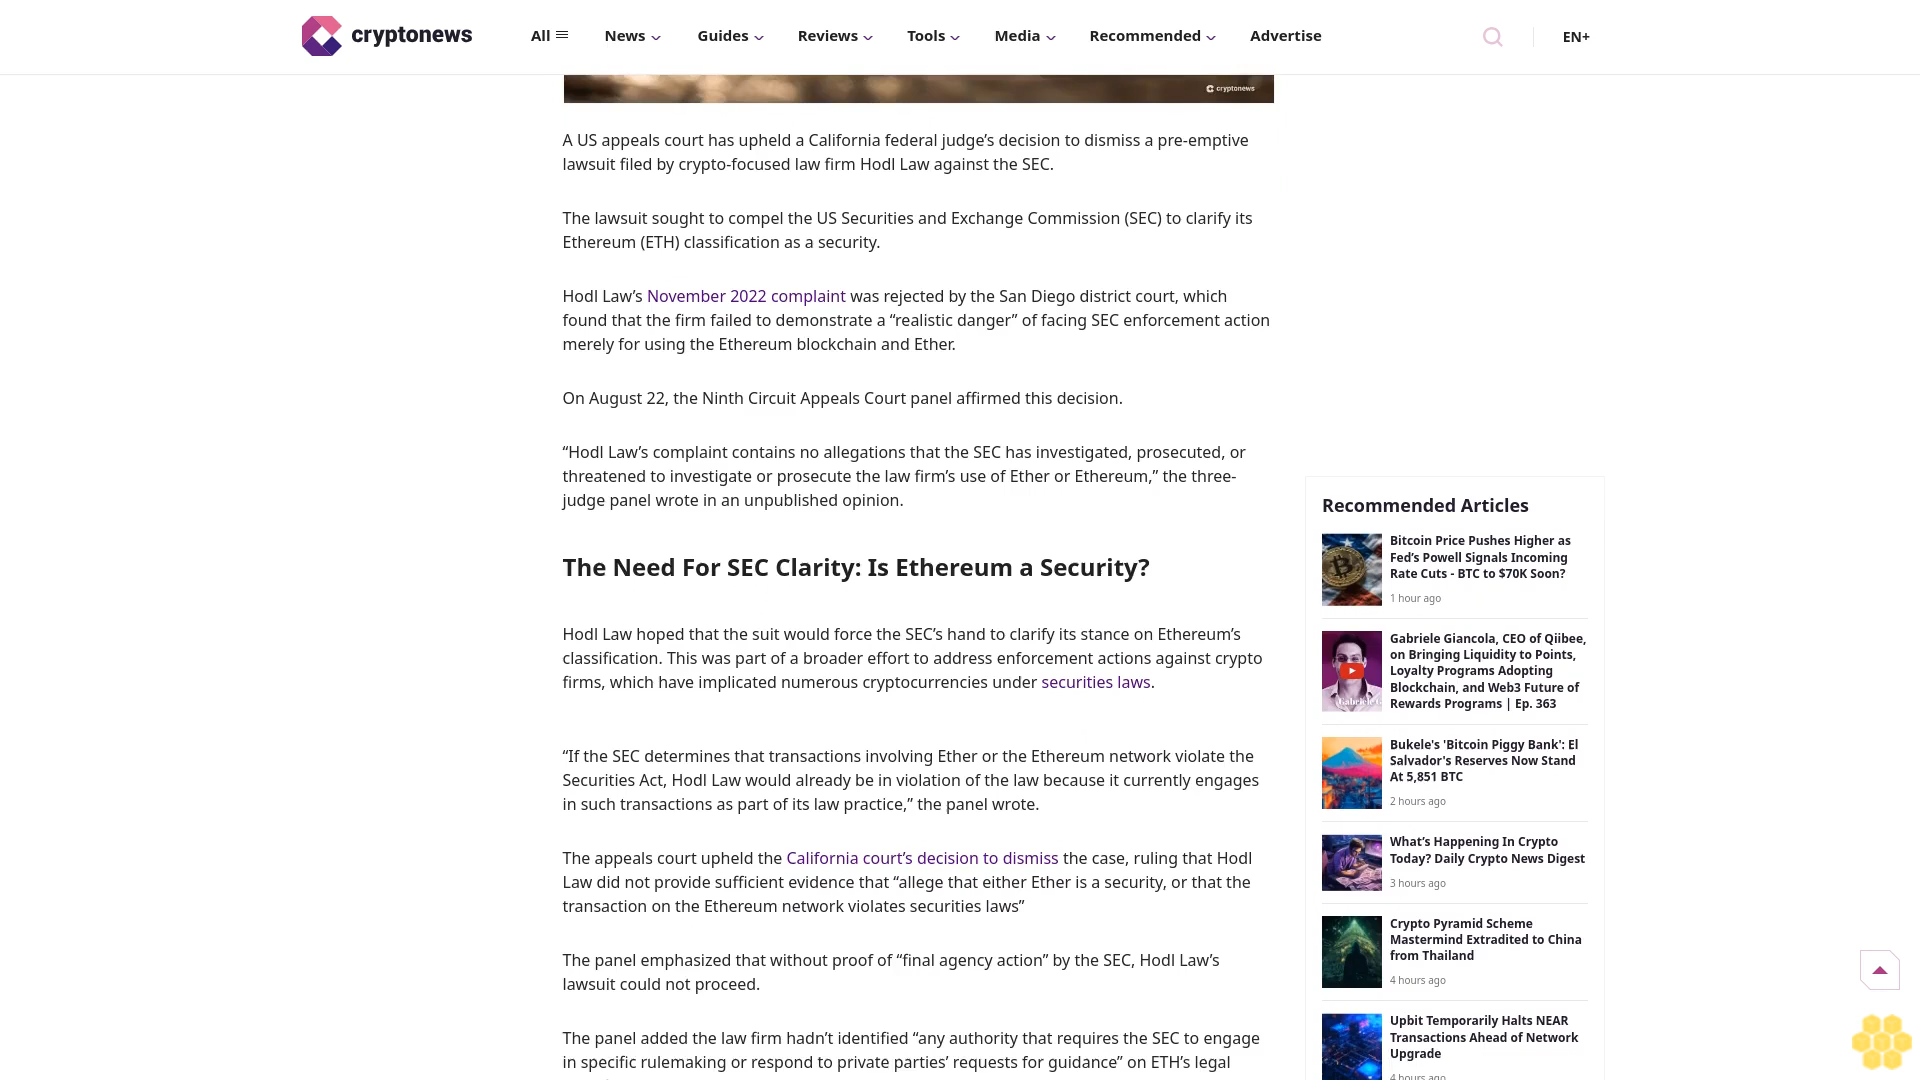 cryptonews
All
News
Guides
Reviews
Tools
Media
Recommended
Advertise
EN+
cryptonews
A US appeals court has upheld a California federal judge’s decision to dismiss a pre-emptive
lawsuit filed by crypto-focused law firm Hodl Law against the SEC.
The lawsuit sought to compel the US Securities and Exchange Commission (SEC) to clarify its
Ethereum (ETH) classification as a security.
Hodl Law’s November 2022 complaint was rejected by the San Diego district court, which
found that the firm failed to demonstrate a “realistic danger” of facing SEC enforcement action
merely for using the Ethereum blockchain and Ether.
On August 22, the Ninth Circuit Appeals Court panel affirmed this decision.
“Hodl Law’s complaint contains no allegations that the SEC has investigated, prosecuted, or
threatened to investigate or prosecute the law firm’s use of Ether or Ethereum,” the three-
judge panel wrote in an unpublished opinion.
The Need For SEC Clarity: Is Ethereum a Security?
Hodl Law hoped that the suit would force the SEC’s hand to clarify its stance on Ethereum’s
classification. This was part of a broader effort to address enforcement actions against crypto
firms, which have implicated numerous cryptocurrencies under securities laws.
“If the SEC determines that transactions involving Ether or the Ethereum network violate the
Securities Act, Hodl Law would already be in violation of the law because it currently engages
in such transactions as part of its law practice,” the panel wrote.
The appeals court upheld the California court’s decision to dismiss the case, ruling that Hodl
Law did not provide sufficient evidence that “allege that either Ether is a security, or that the
transaction on the Ethereum network violates securities laws”
The panel emphasized that without proof of “final agency action” by the SEC, Hodl Law’s
lawsuit could not proceed.
The panel added the law firm hadn’t identified “any authority that requires the SEC to engage
in specific rulemaking or respond to private parties’ requests for guidance” on ETH’s legal
Recommended Articles
Bitcoin Price Pushes Higher as
Fed’s Powell Signals Incoming
Rate Cuts - BTC to $70K Soon?
1 hour ago
Gabriele Giancola, CEO of Qiibee,
on Bringing Liquidity to Points,
Loyalty Programs Adopting
Blockchain, and Web3 Future of
Rewards Programs | Ep. 363
Bukele's 'Bitcoin Piggy Bank': El
Salvador's Reserves Now Stand
At 5,851 BTC
2 hours ago
What’s Happening In Crypto
Today? Daily Crypto News Digest
3 hours ago
Crypto Pyramid Scheme
Mastermind Extradited to China
from Thailand
4 hours ago
Upbit Temporarily Halts NEAR
Transactions Ahead of Network
Upgrade
4 hours ago